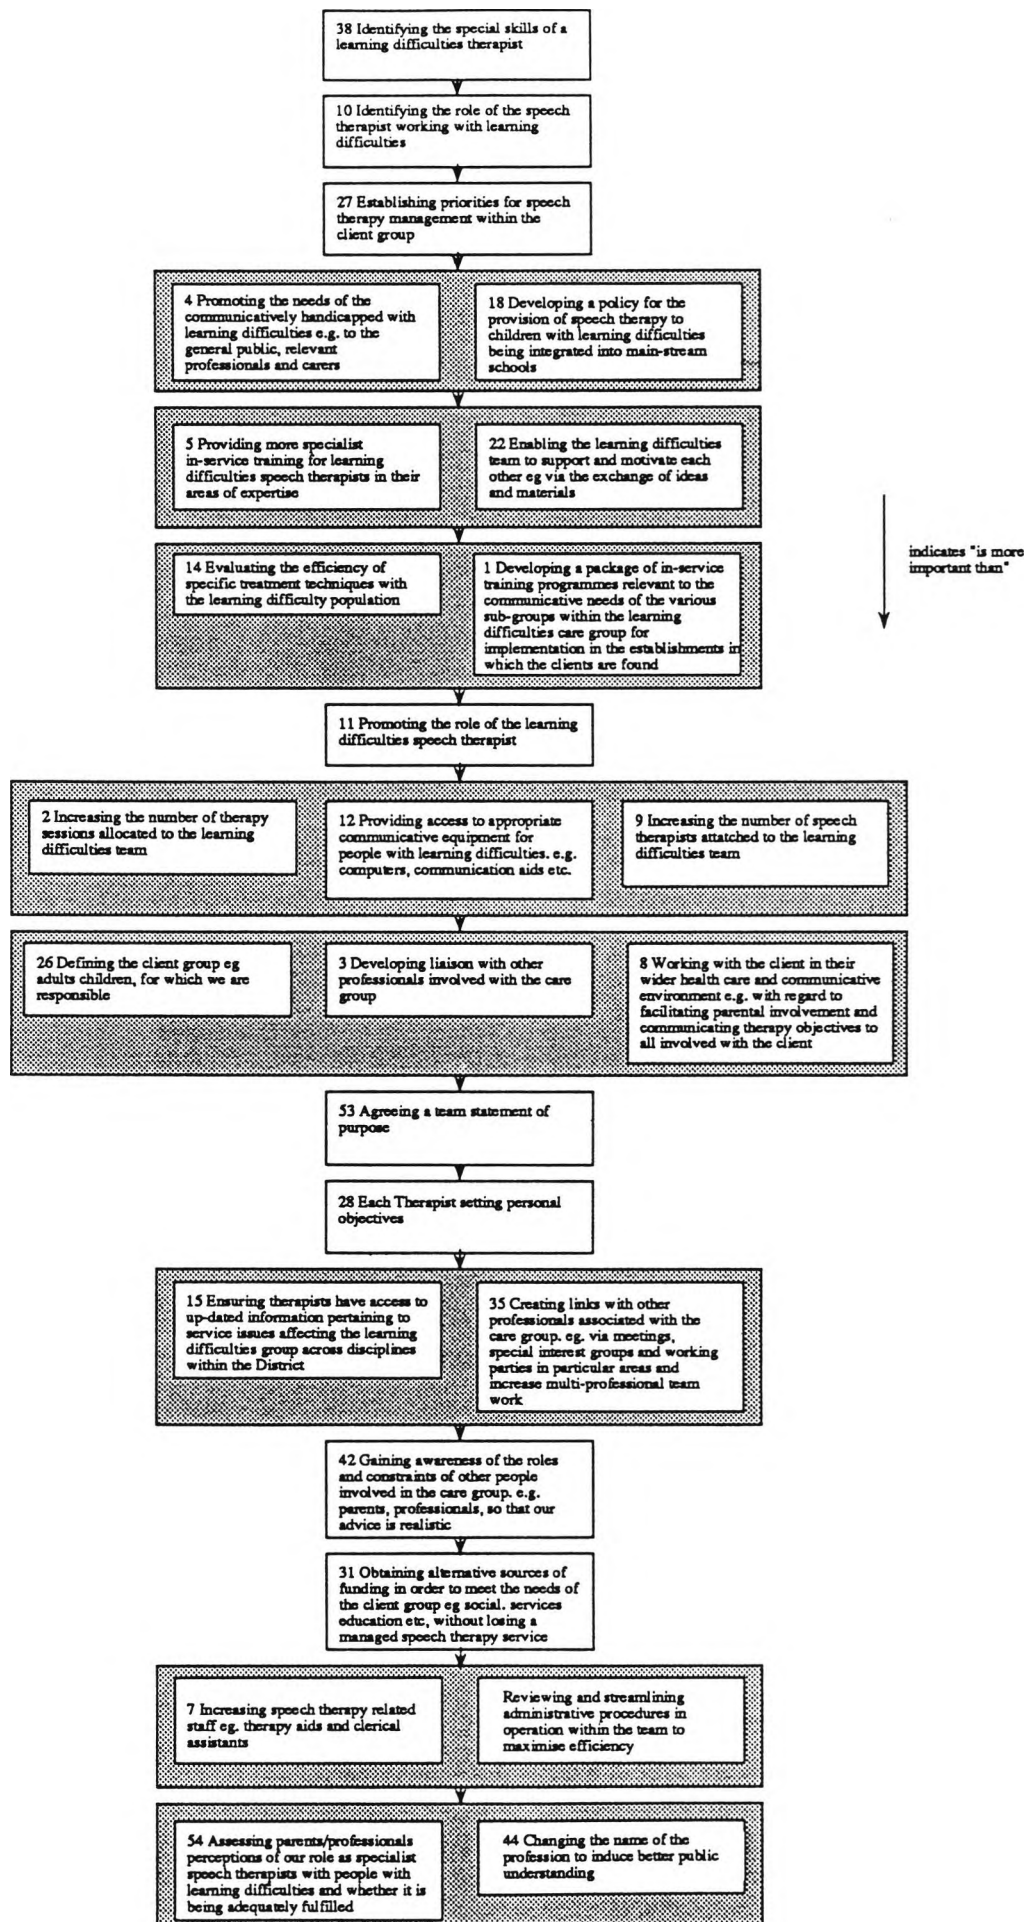 38 Identifying the special skills of a
learning difficulties therapist
10 Identifying the role of the speech
therapist working with learning
difficulties
27 Establishing priorities for speech
therapy management within the
client group
4 Promoting the needs of the
communicatively handicapped with
learning difficulties e.g. to the
general public, relevant
professionals and carers
18 Developing a policy for the
provision of speech therapy to
children with learning difficulties
being integrated into main-stream
schools
5 Providing more specialist
in-service training for learning
difficulties speech therapists in their
areas of expertise
22 Enabling the learning difficulties
team to support and motivate each
other eg via the exchange of ideas
and materials
indicates "is more
important than"
14 Evaluating the efficiency of
specific treatment techniques with
the learning difficulty population
1 Developing a package of in-service
training programmes relevant to the
communicative needs of the various
sub-groups within the learning
difficulties care group for
implementation in the establishments in
which the clients are found
11 Promoting the role of the learning
difficulties speech therapist
2 Increasing the number of therapy
sessions allocated to the learning
difficulties team
12 Providing access to appropriate
communicative equipment for
people with learning difficulties. e.g.
computers, communication aids etc.
9 Increasing the number of speech
therapists attatched to the learning
difficulties team
26 Defining the client group eg
adults children, for which we are
responsible
3 Developing liaison with other
professionals involved with the care
group
8 Working with the client in their
wider health care and communicative
environment e.g. with regard to
facilitating parental involvement and
communicating therapy objectives to
all involved with the client
53 Agreeing a team statement of
purpose
28 Each Therapist setting personal
objectives
15 Ensuring therapists have access to
up-dated information pertaining to
service issues affecting the learning
difficulties group across disciplines
within the District
35 Creating links with other
professionals associated with the
care group. eg. via meetings,
special interest groups and working
parties in particular areas and
increase multi-professional team
work
42 Gaining awareness of the roles
and constraints of other people
involved in the care group. e.g.
parents, professionals, so that our
advice is realistic
31 Obtaining alternative sources of
funding in order to meet the needs of
the client group eg social. services
education etc, without losing a
managed speech therapy service
7 Increasing speech therapy related
staff eg. therapy aids and clerical
assistants
Reviewing and streamlining
administrative procedures in
operation within the team to
maximise efficiency
54 Assessing parents/professionals
perceptions of our role as specialist
speech therapists with people with
learning difficulties and whether it is
being adequately fulfilled
44 Changing the name of the
profession to induce better public
understanding